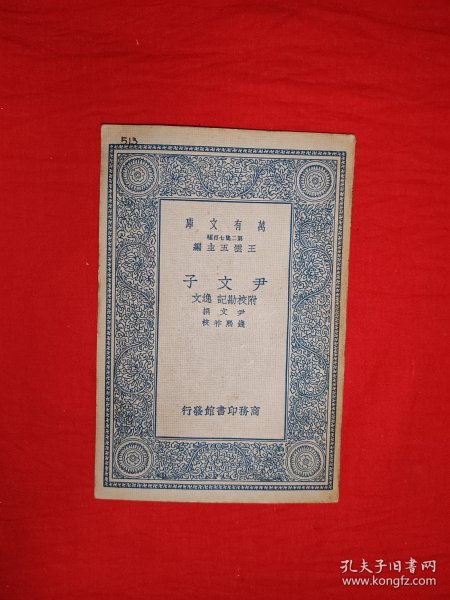 513
庫文有萬
種百七集二第
編主五雲王
子文尹
文逸 記勘校附
撰 文 尹
校祚熙錢
行發館書印務商
孔夫子旧书网
www.kongfz.com